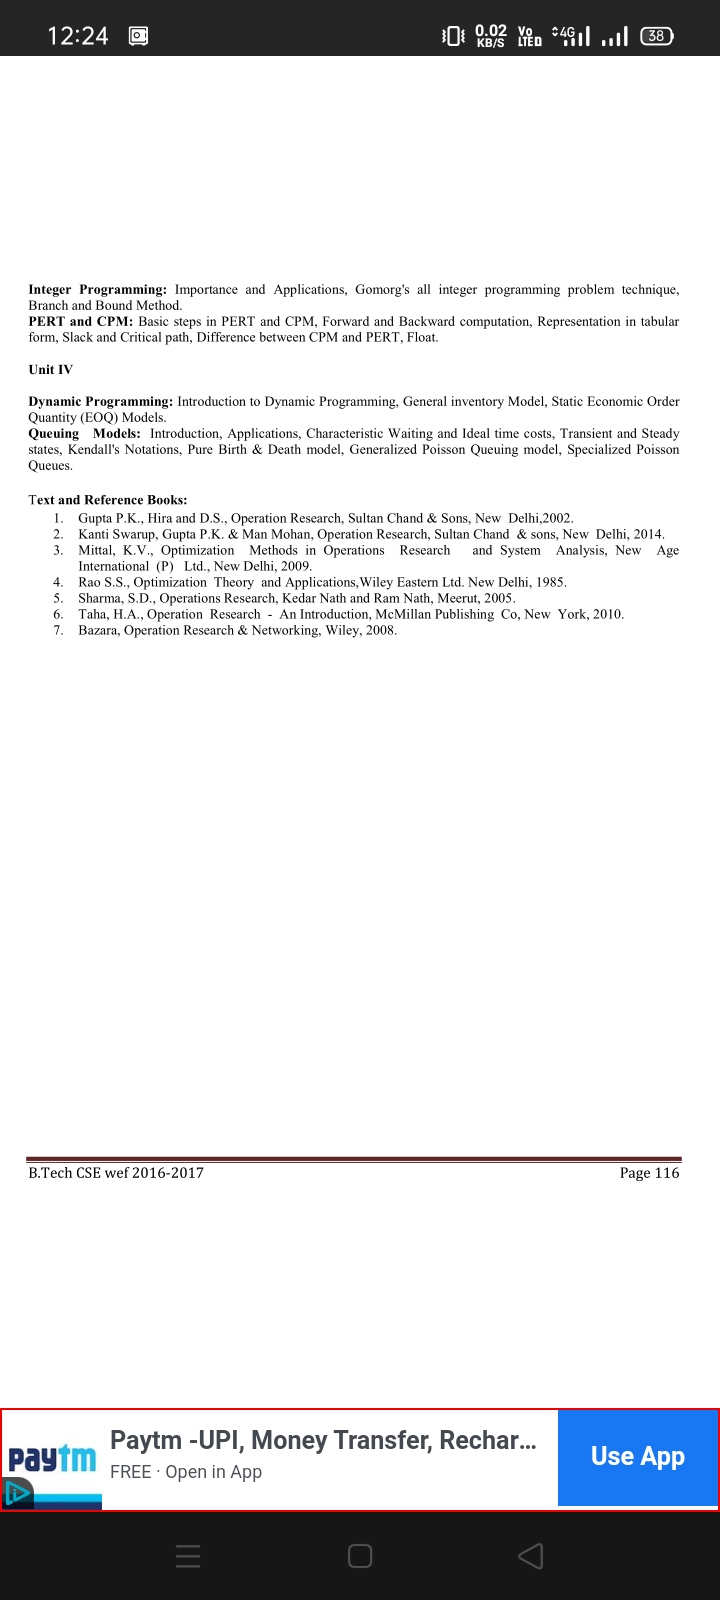 12:24
0.02
KB/S
Vo
LTED
4G
38
Integer Programming: Importance and Applications, Gomorg's all integer programming problem technique,
Branch and Bound Method.
PERT and CPM: Basic steps in PERT and CPM, Forward and Backward computation, Representation in tabular
form, Slack and Critical path, Difference between CPM and PERT, Float.
Unit IV
Dynamic Programming: Introduction to Dynamic Programming, General inventory Model, Static Economic Order
Quantity (EOQ) Models.
Queuing Models: Introduction, Applications, Characteristic Waiting and Ideal time costs, Transient and Steady
states, Kendall's Notations, Pure Birth & Death model, Generalized Poisson Queuing model, Specialized Poisson
Queues.
Text and Reference Books:
1. Gupta P.K., Hira and D.S., Operation Research, Sultan Chand & Sons, New Delhi,2002.
2. Kanti Swarup, Gupta P.K. & Man Mohan, Operation Research, Sultan Chand & sons, New Delhi, 2014.
3. Mittal, K.V., Optimization Methods in Operations Research and System Analysis, New Age
International (P) Ltd., New Delhi, 2009.
4. Rao S.S., Optimization Theory and Applications,Wiley Eastern Ltd. New Delhi, 1985.
5. Sharma, S.D., Operations Research, Kedar Nath and Ram Nath, Meerut, 2005.
6. Taha, H.A., Operation Research - An Introduction, McMillan Publishing Co, New York, 2010.
7. Bazara, Operation Research & Networking, Wiley, 2008.
B.Tech CSE wef 2016-2017 Page 116
paytm
Paytm -UPI, Money Transfer, Rechar...
FREE · Open in App
Use App